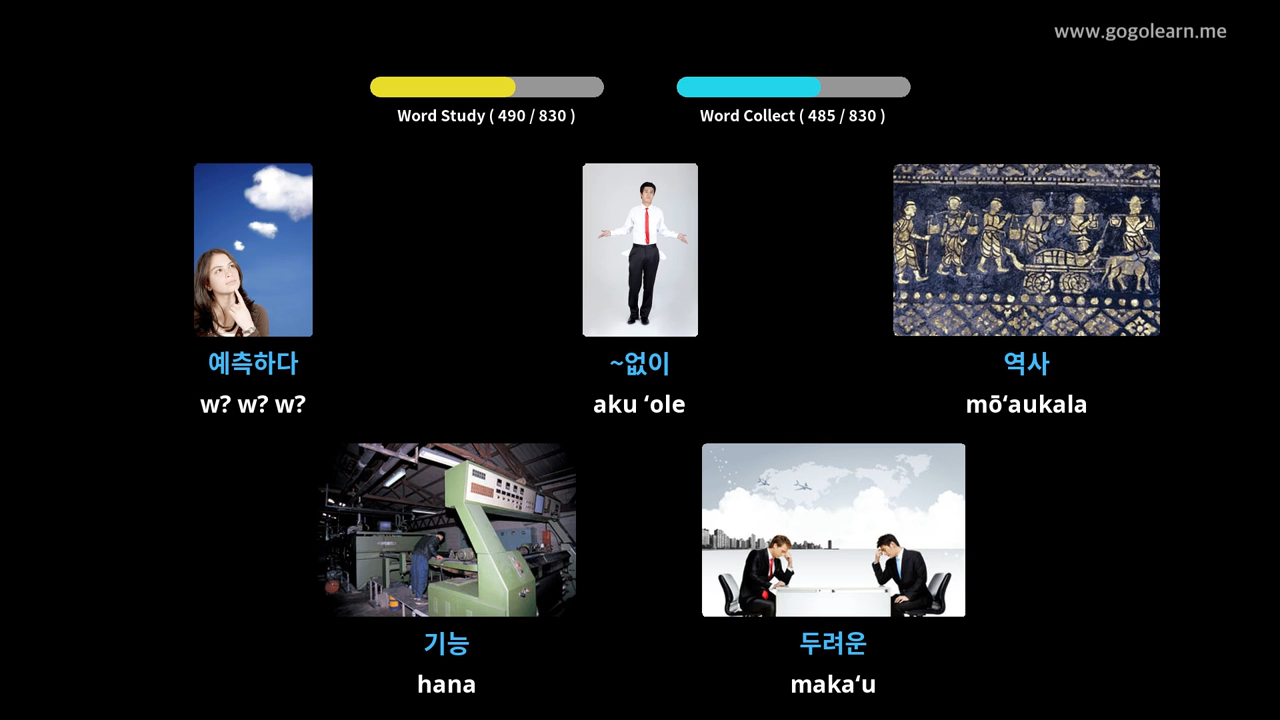 www.gogolearn.me
Word Study ( 490 / 830 )
Word Collect ( 485 / 830 )
예측하다
w? w? w?
~없이
aku ʻole
역사
mōʻaukala
기능
hana
두려운
makaʻu